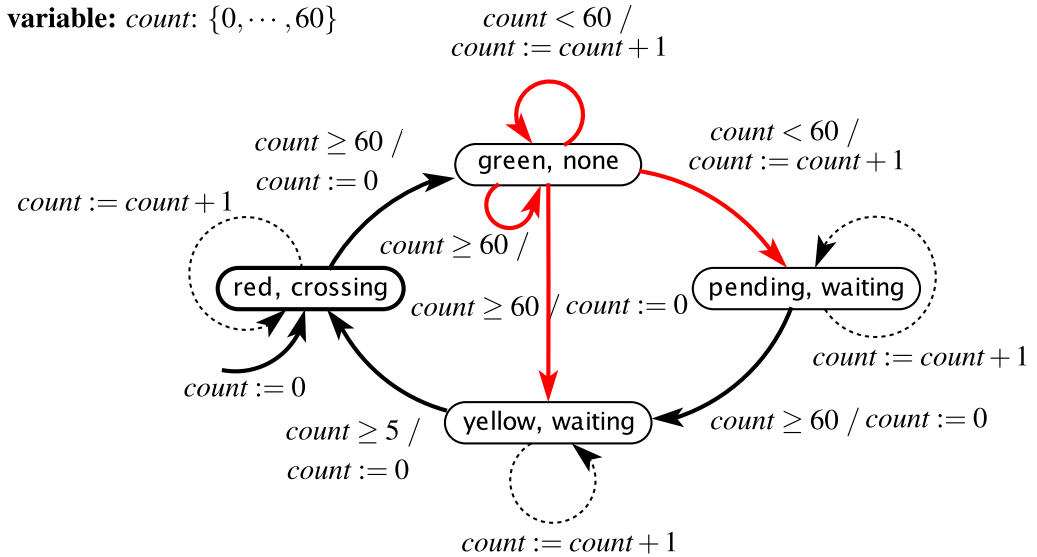 variable: count: {0, ⋯ , 60}
count < 60 /
count := count + 1
count ≥ 60 /
count := 0
count < 60 /
count := count + 1
green, none
count := count + 1
count ≥ 60 /
red, crossing
pending, waiting
count ≥ 60 / count := 0
count := count + 1
count := 0
yellow, waiting
count ≥ 60 / count := 0
count ≥ 5 /
count := 0
count := count + 1